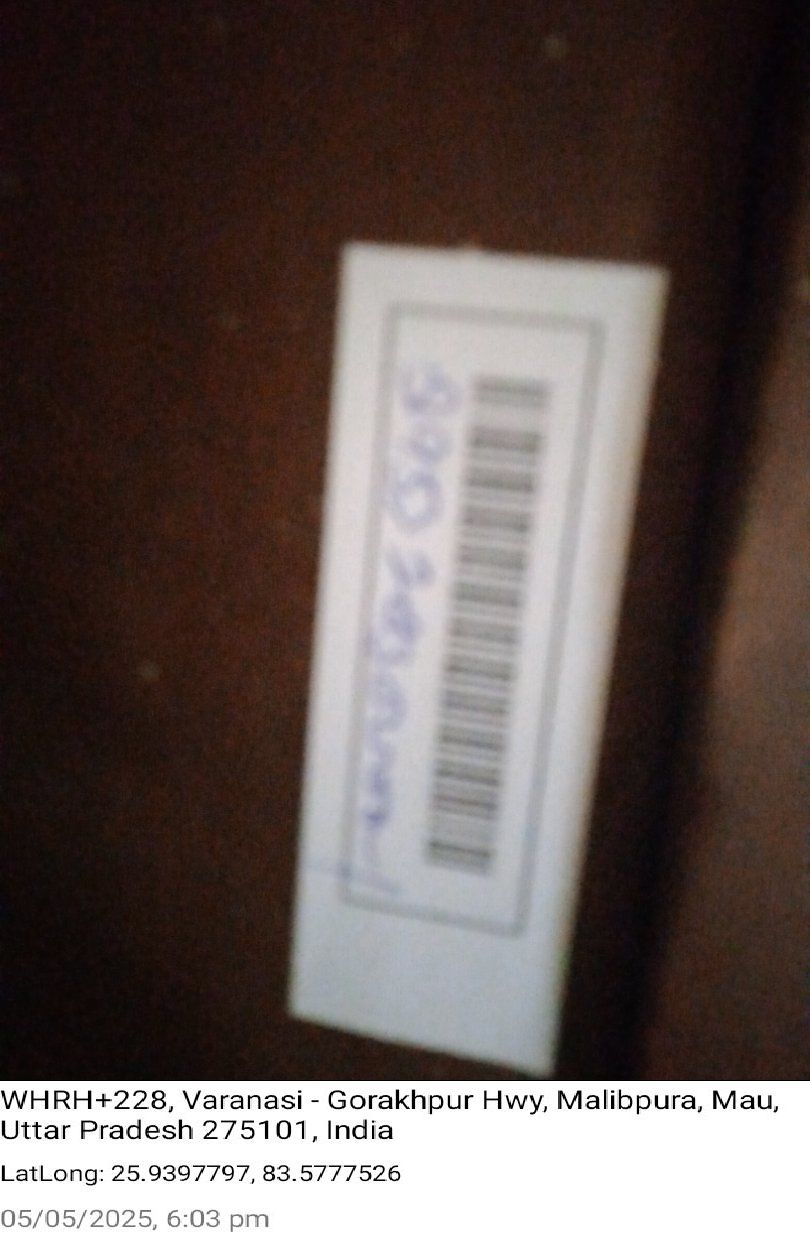 WHRH+228, Varanasi - Gorakhpur Hwy, Malibpura, Mau,
Uttar Pradesh 275101, India
LatLong: 25.9397797, 83.5777526
05/05/2025, 6:03 pm